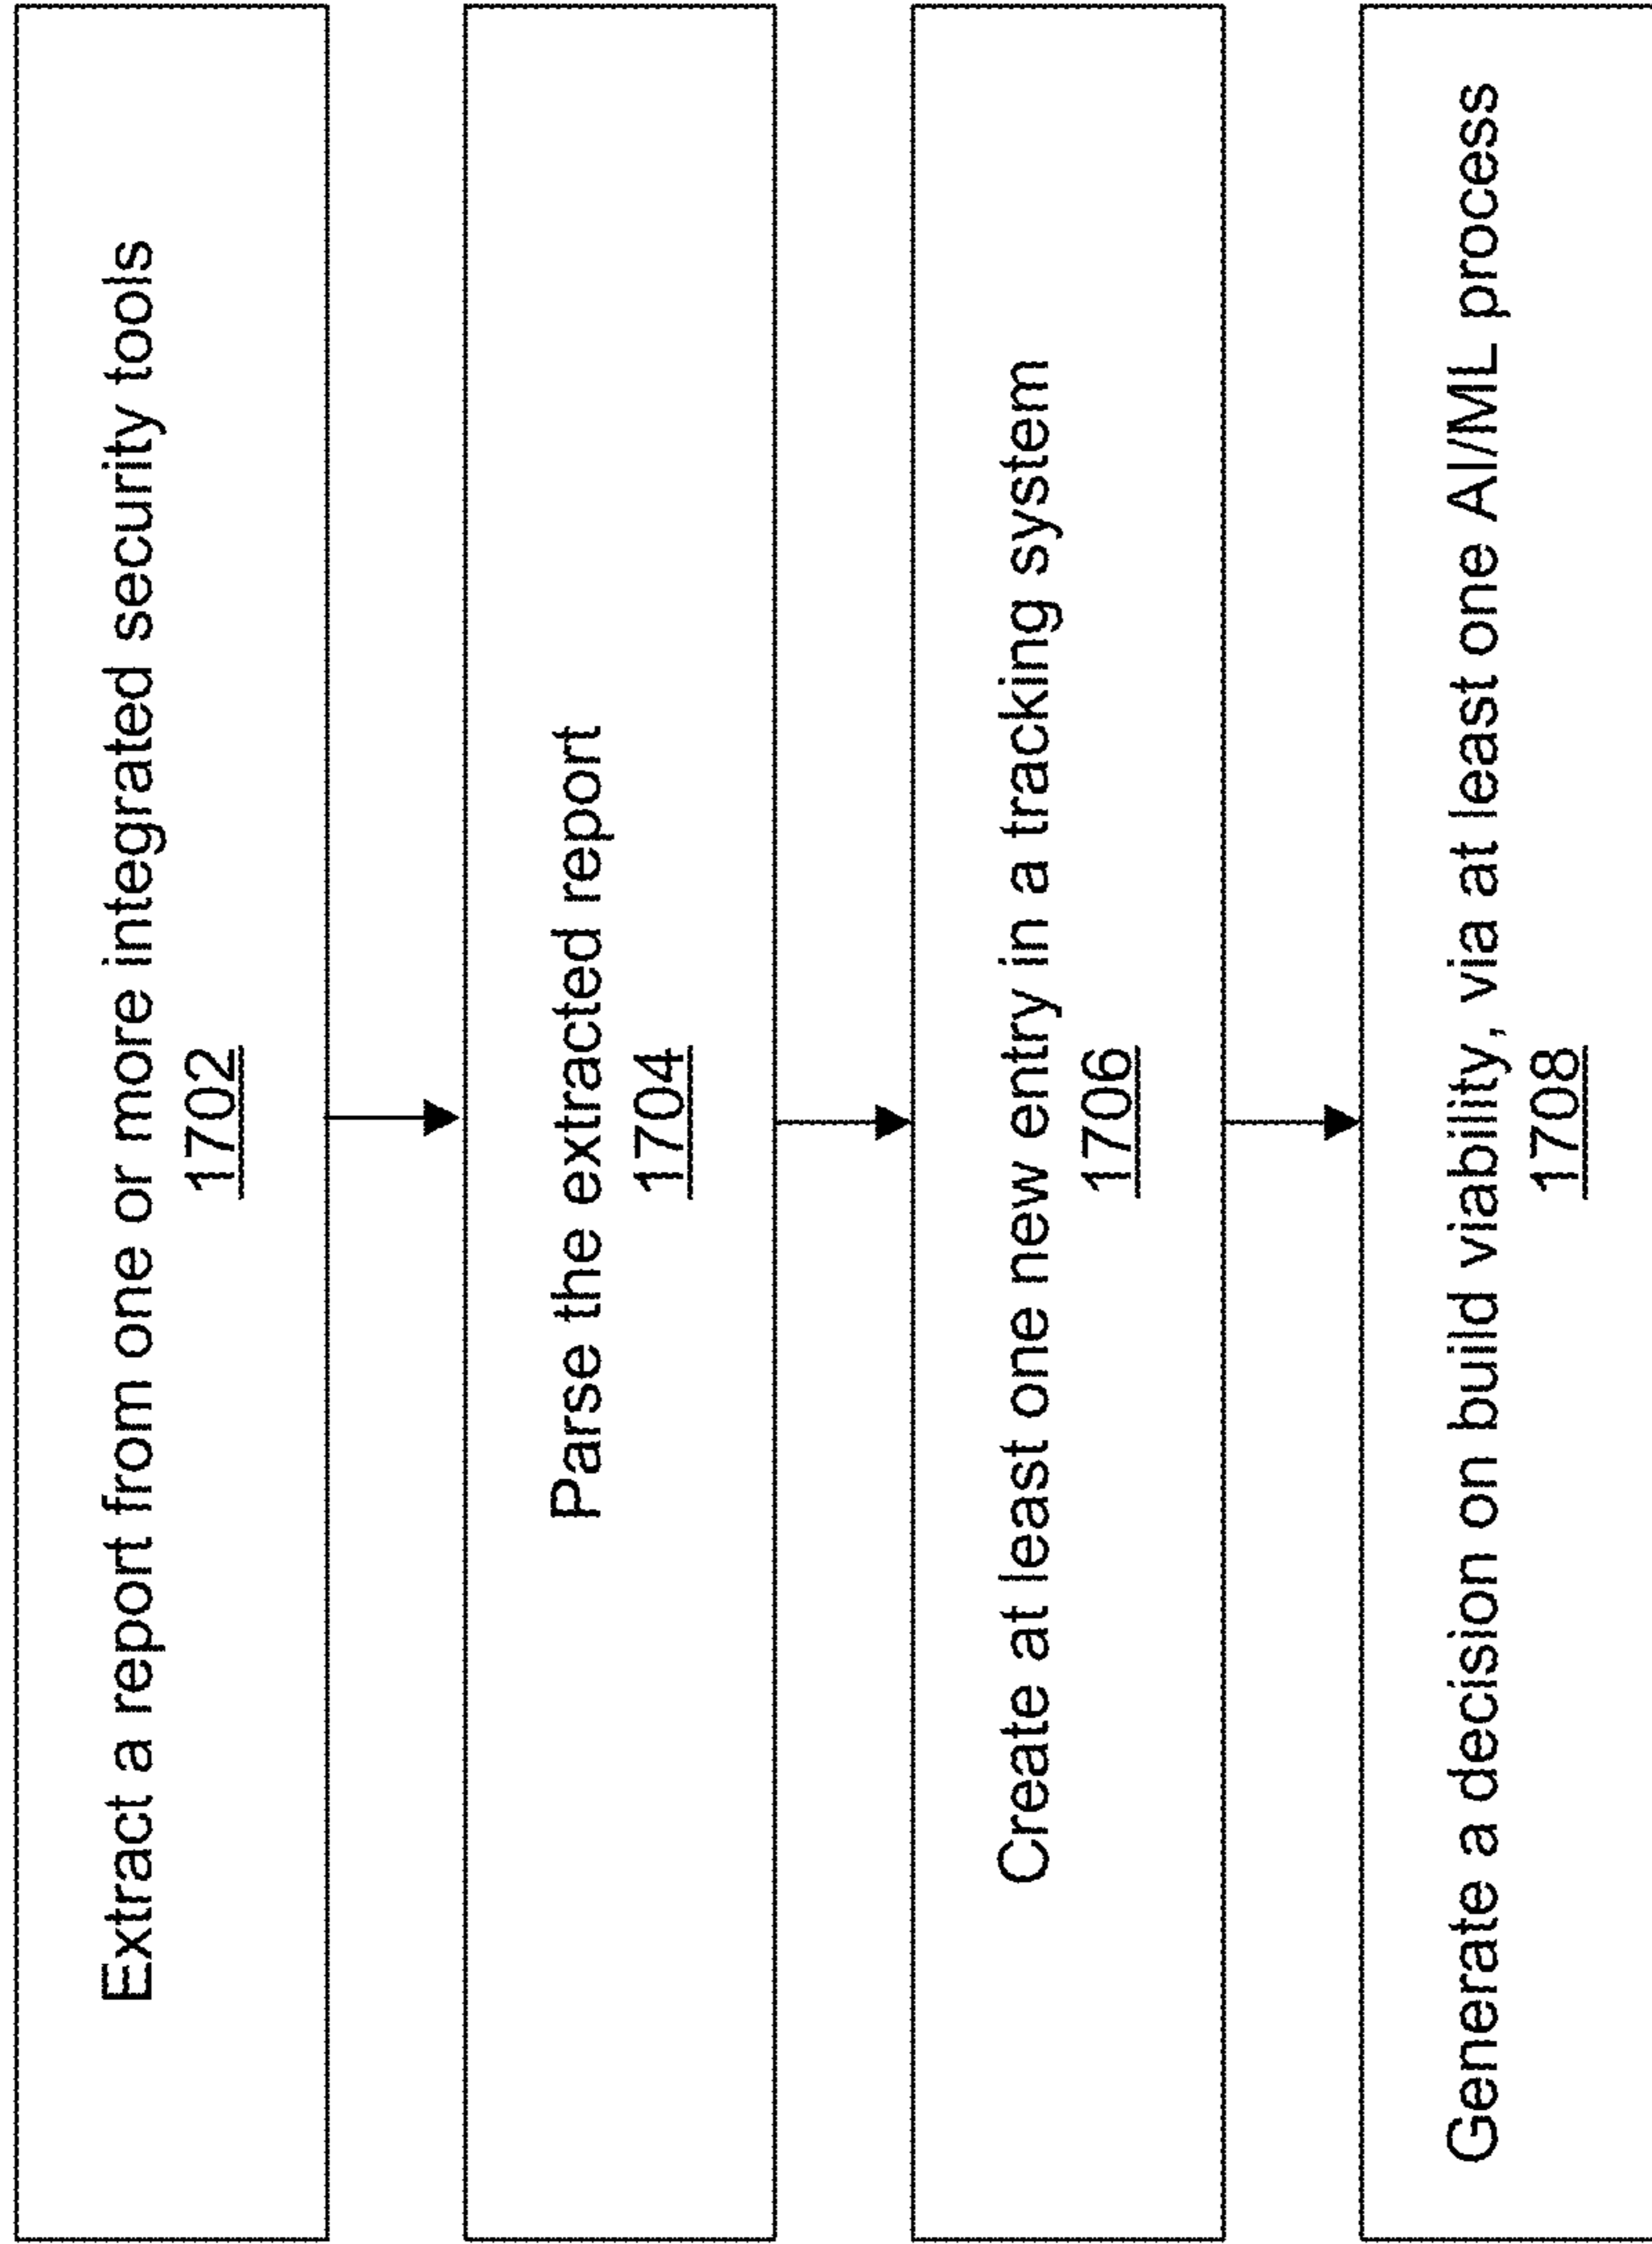 Extract a report from one or more integrated security tools
1702
Parse the extracted report
1704
Create at least one new entry in a tracking system
1706
Generate a decision on build viability, via at least one AI/ML process
1708